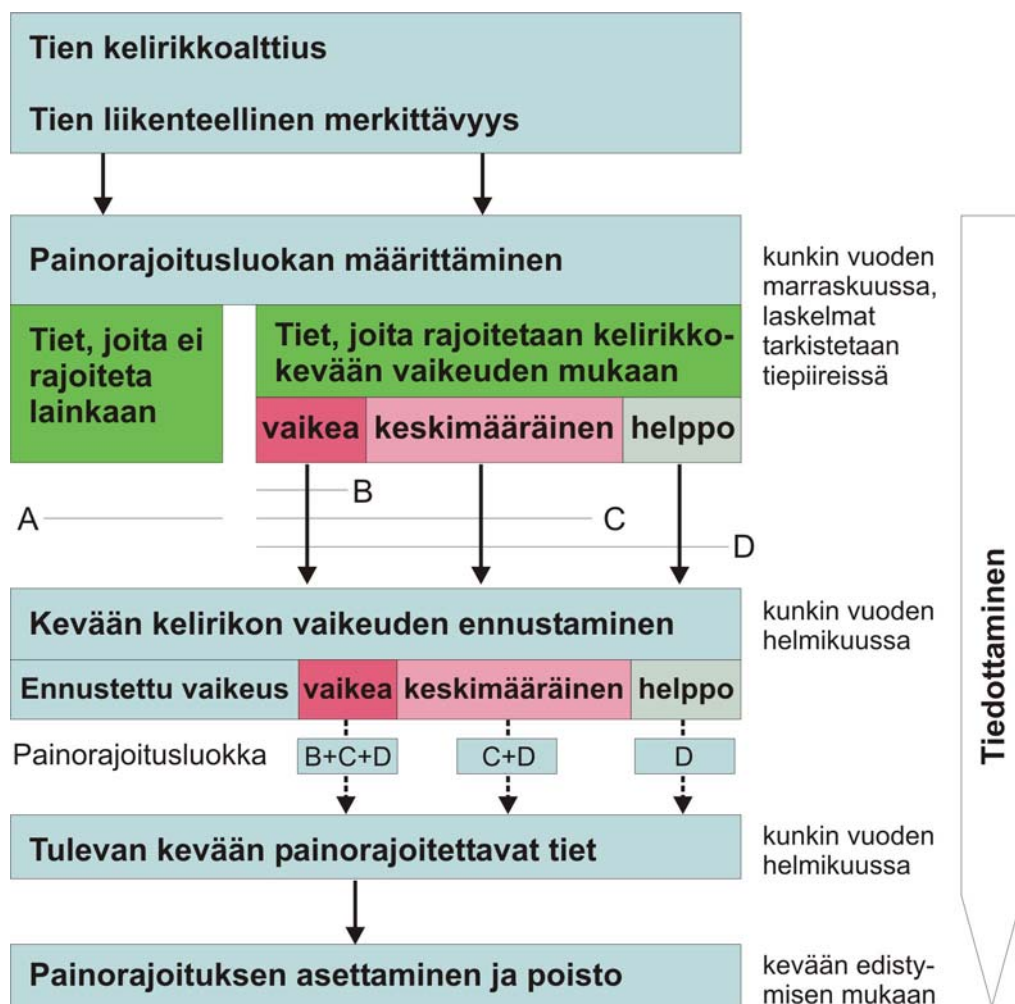 Tien kelirikkoalttius
Tien liikenteellinen merkittävyys
Painorajoitusluokan määrittäminen
kunkin vuoden
marraskuussa,
laskelmat
tarkistetaan
tiepiireissä
Tiet, joita ei
rajoiteta
lainkaan
Tiet, joita rajoitetaan kelirikko-
kevään vaikeuden mukaan
vaikea keskimääräinen helppo
B
A
C
D
Kevään kelirikon vaikeuden ennustaminen
kunkin vuoden
helmikuussa
Ennustettu vaikeus vaikea keskimääräinen helppo
Painorajoitusluokka B+C+D C+D D
Tulevan kevään painorajoitettavat tiet
kunkin vuoden
helmikuussa
Painorajoituksen asettaminen ja poisto
kevään edisty-
misen mukaan
Tiedottaminen